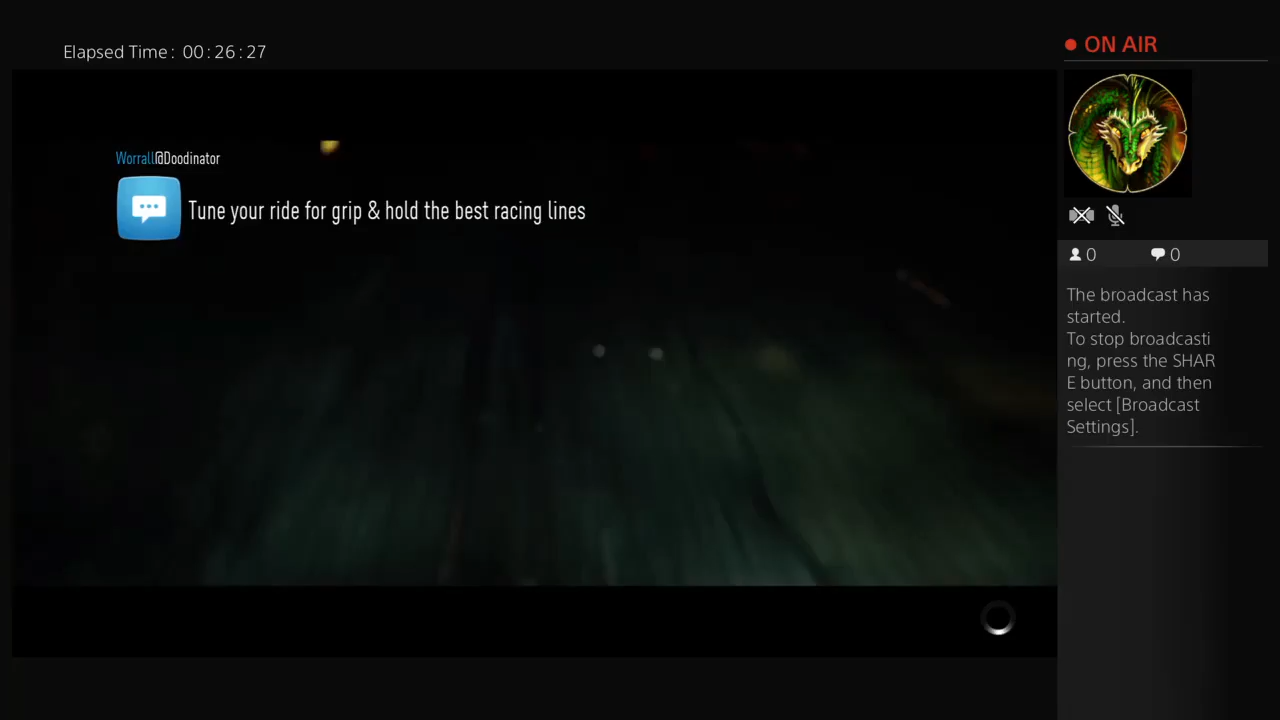 Elapsed Time: 00:26:27
ON AIR
Worrall@Doodinator
Tune your ride for grip & hold the best racing lines
0 0
The broadcast has
started.
To stop broadcasti
ng, press the SHAR
E button, and then
select [Broadcast
Settings].